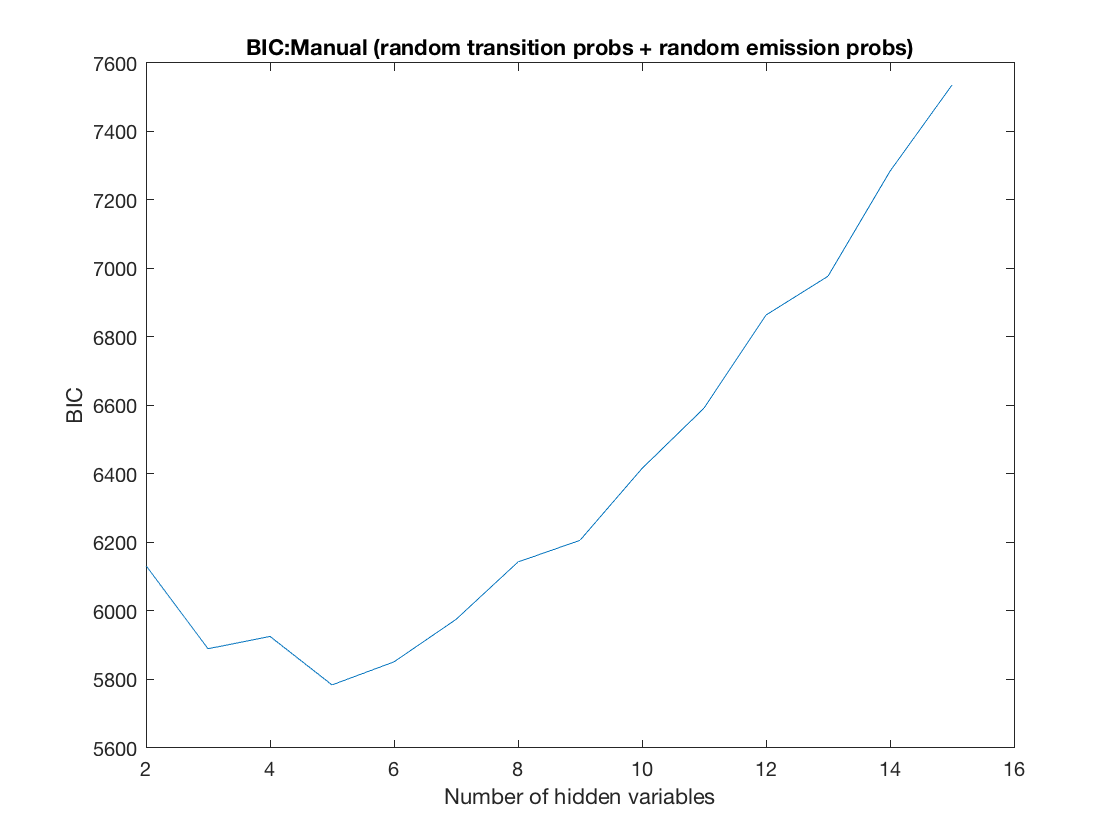 BIC:Manual (random transition probs + random emission probs)
7600
7400
7200
7000
6800
6600
6400
6200
6000
5800
5600
BIC
2 4 6 8 10 12 14 16
Number of hidden variables